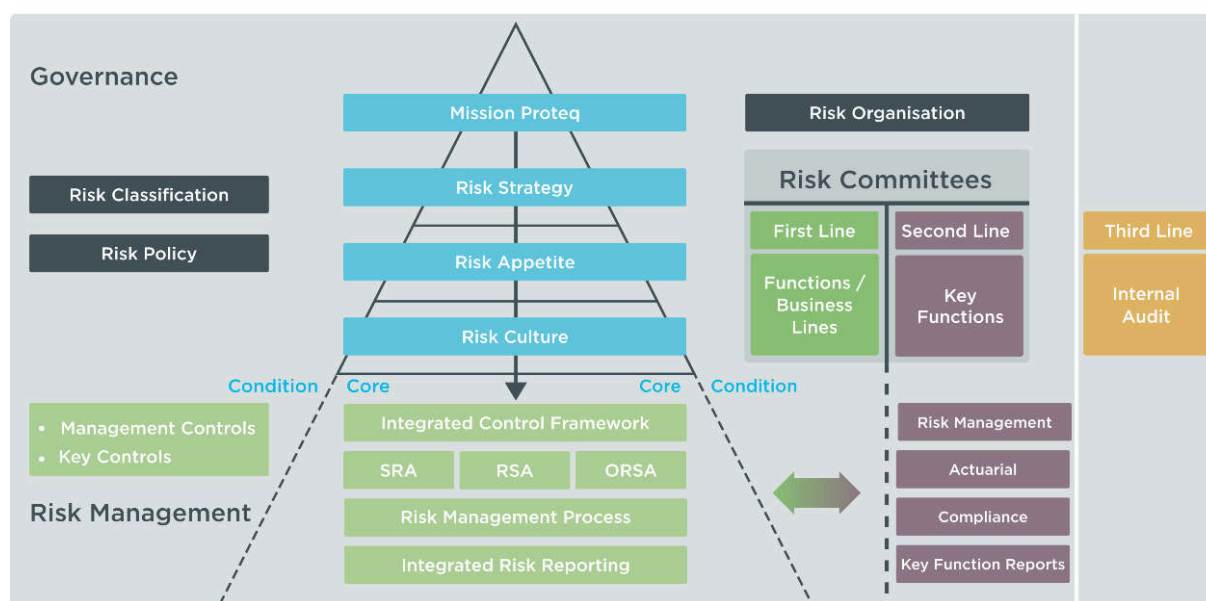 Governance
Mission Proteq
Risk Organisation
Risk Classification
Risk Strategy
Risk Committees
Risk Policy
Risk Appetite
First Line
Second Line
Third Line
Functions /
Business
Lines
Key
Functions
Internal
Audit
Risk Culture
Condition
Core
Core
Condition
• Management Controls
• Key Controls
Integrated Control Framework
Risk Management
SRA
RSA
ORSA
Actuarial
Risk Management
Risk Management Process
Compliance
Integrated Risk Reporting
Key Function Reports